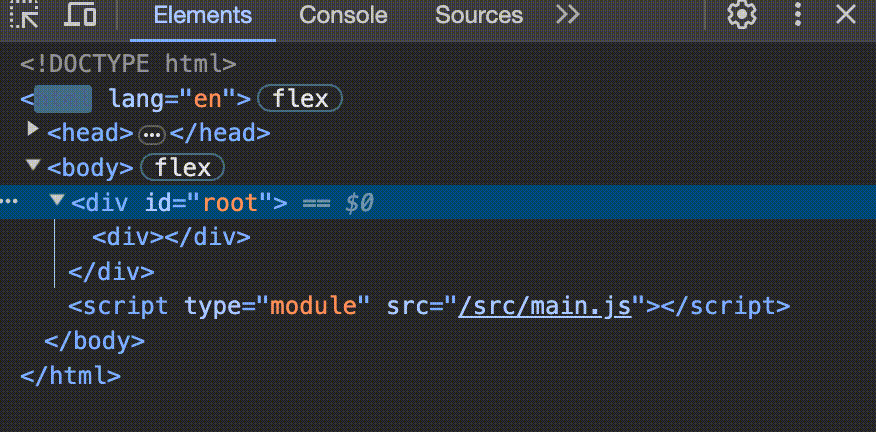 Elements Console Sources
<!DOCTYPE html>
< lang="en"> flex
<head> … </head>
<body> flex
… <div id="root"> == $0
<div></div>
</div>
<script type="module" src="/src/main.js"></script>
</body>
</html>